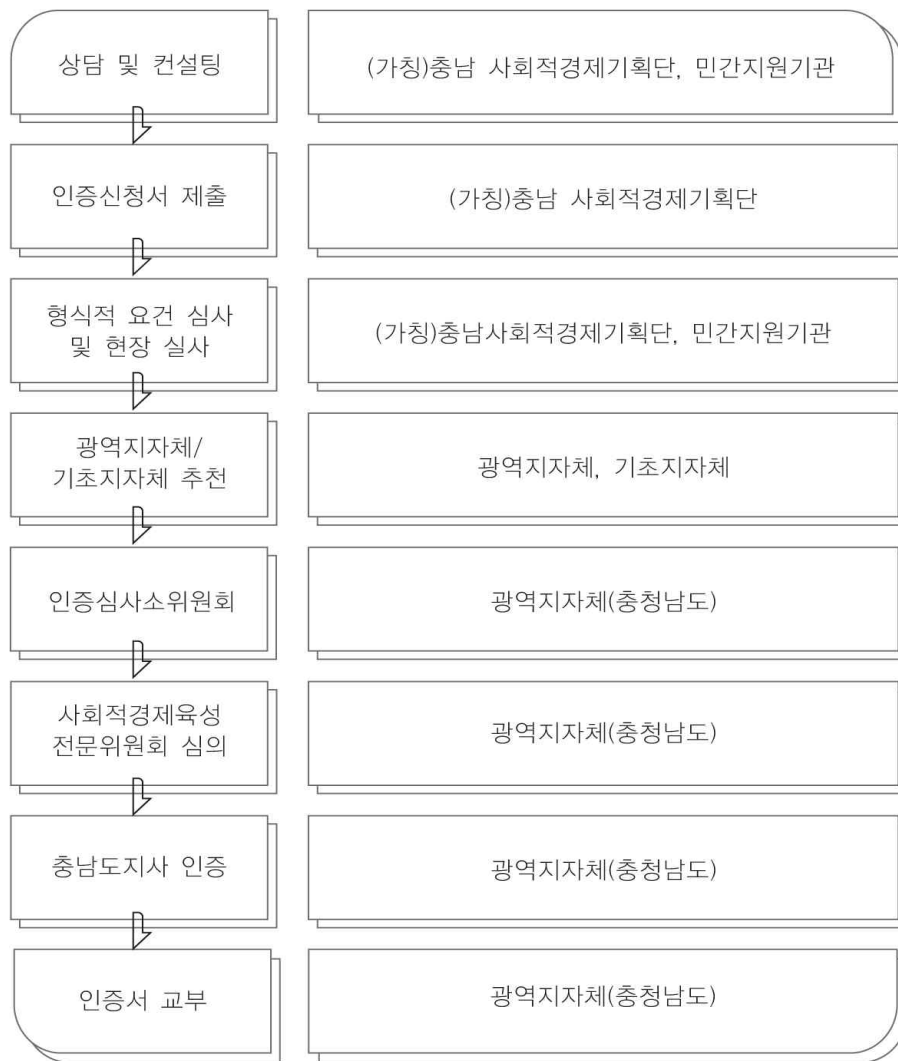 상담 및 컨설팅
(가칭)충남 사회적경제기획단, 민간지원기관
인증신청서 제출
(가칭)충남 사회적경제기획단
형식적 요건 심사
및 현장 실사
(가칭)충남사회적경제기획단, 민간지원기관
광역지자체/
기초지자체 추천
광역지자체, 기초지자체
인증심사소위원회
광역지자체(충청남도)
사회적경제육성
전문위원회 심의
광역지자체(충청남도)
충남도지사 인증
광역지자체(충청남도)
인증서 교부
광역지자체(충청남도)